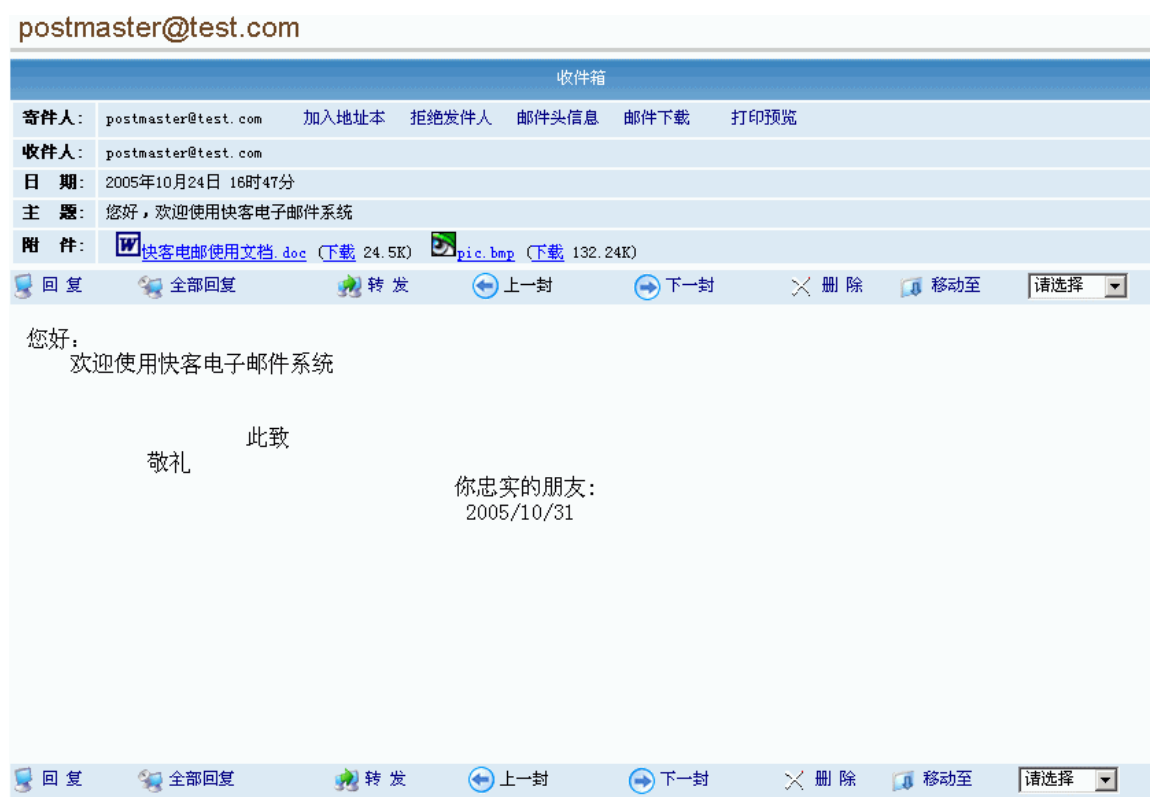 postmaster@test.com
收件箱
寄件人: postmaster@test.com 加入地址本 拒绝发件人 邮件头信息 邮件下载 打印预览
收件人: postmaster@test.com
日 期: 2005年10月24日 16时47分
主 题: 您好，欢迎使用快客电子邮件系统
附 件: 快客电邮使用文档.doc (下载 24.5K) pic.bmp (下载 132.24K)
回 复 全部回复 转 发 上一封 下一封 删 除 移动至 请选择
您好:
欢迎使用快客电子邮件系统
此致
敬礼
你忠实的朋友:
2005/10/31
回 复 全部回复 转 发 上一封 下一封 删 除 移动至 请选择